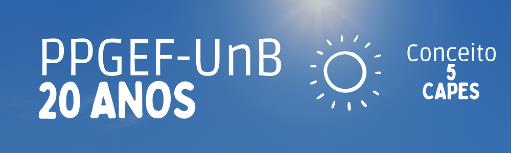 PPGEF-UnB
20 ANOS
Conceito
5
CAPES